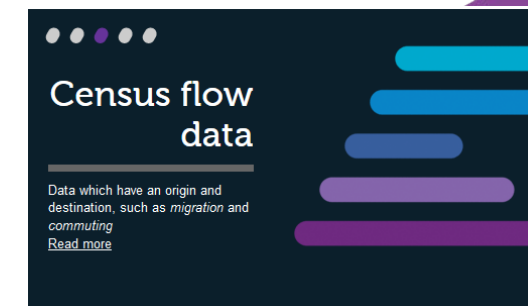 Census flow
data
Data which have an origin and
destination, such as migration and
commuting
Read more